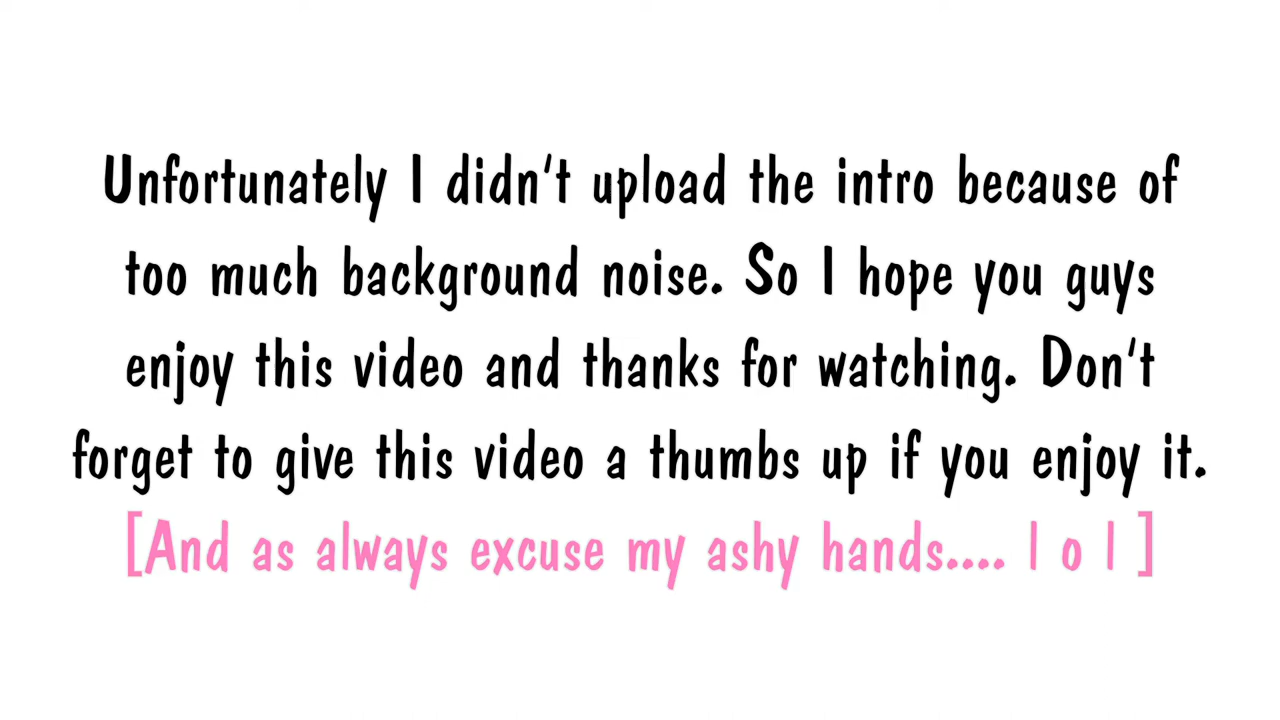 Unfortunately I didn't upload the intro because of
too much background noise. So I hope you guys
enjoy this video and thanks for watching. Don't
forget to give this video a thumbs up if you enjoy it.
[And as always excuse my ashy hands.... l o l ]